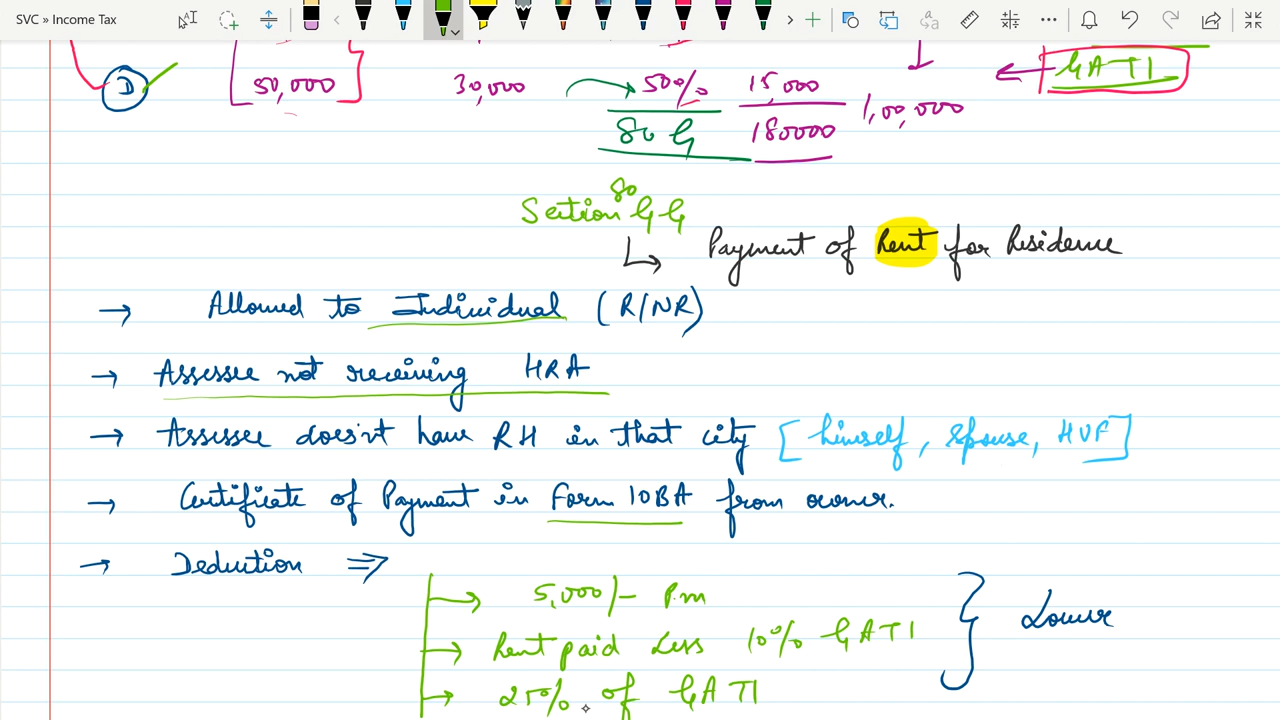 SVC » Income Tax
D 50,000 30,000 50% 15,000 1,00,000 GATI
80 G 180000
Section 80 GG
Payment of Rent for Residence
→ Allowed to Individual (R/NR)
→ Assessee not receiving HRA
→ Assessee doesn't have RH in that city [himself, spouse, HUF]
→ Certificate of Payment in Form 10BA from owner.
→ Deduction ⇒
→ 5,000/- P.m
→ Rent paid Less 10% GATI } Lower
→ 25% of GATI